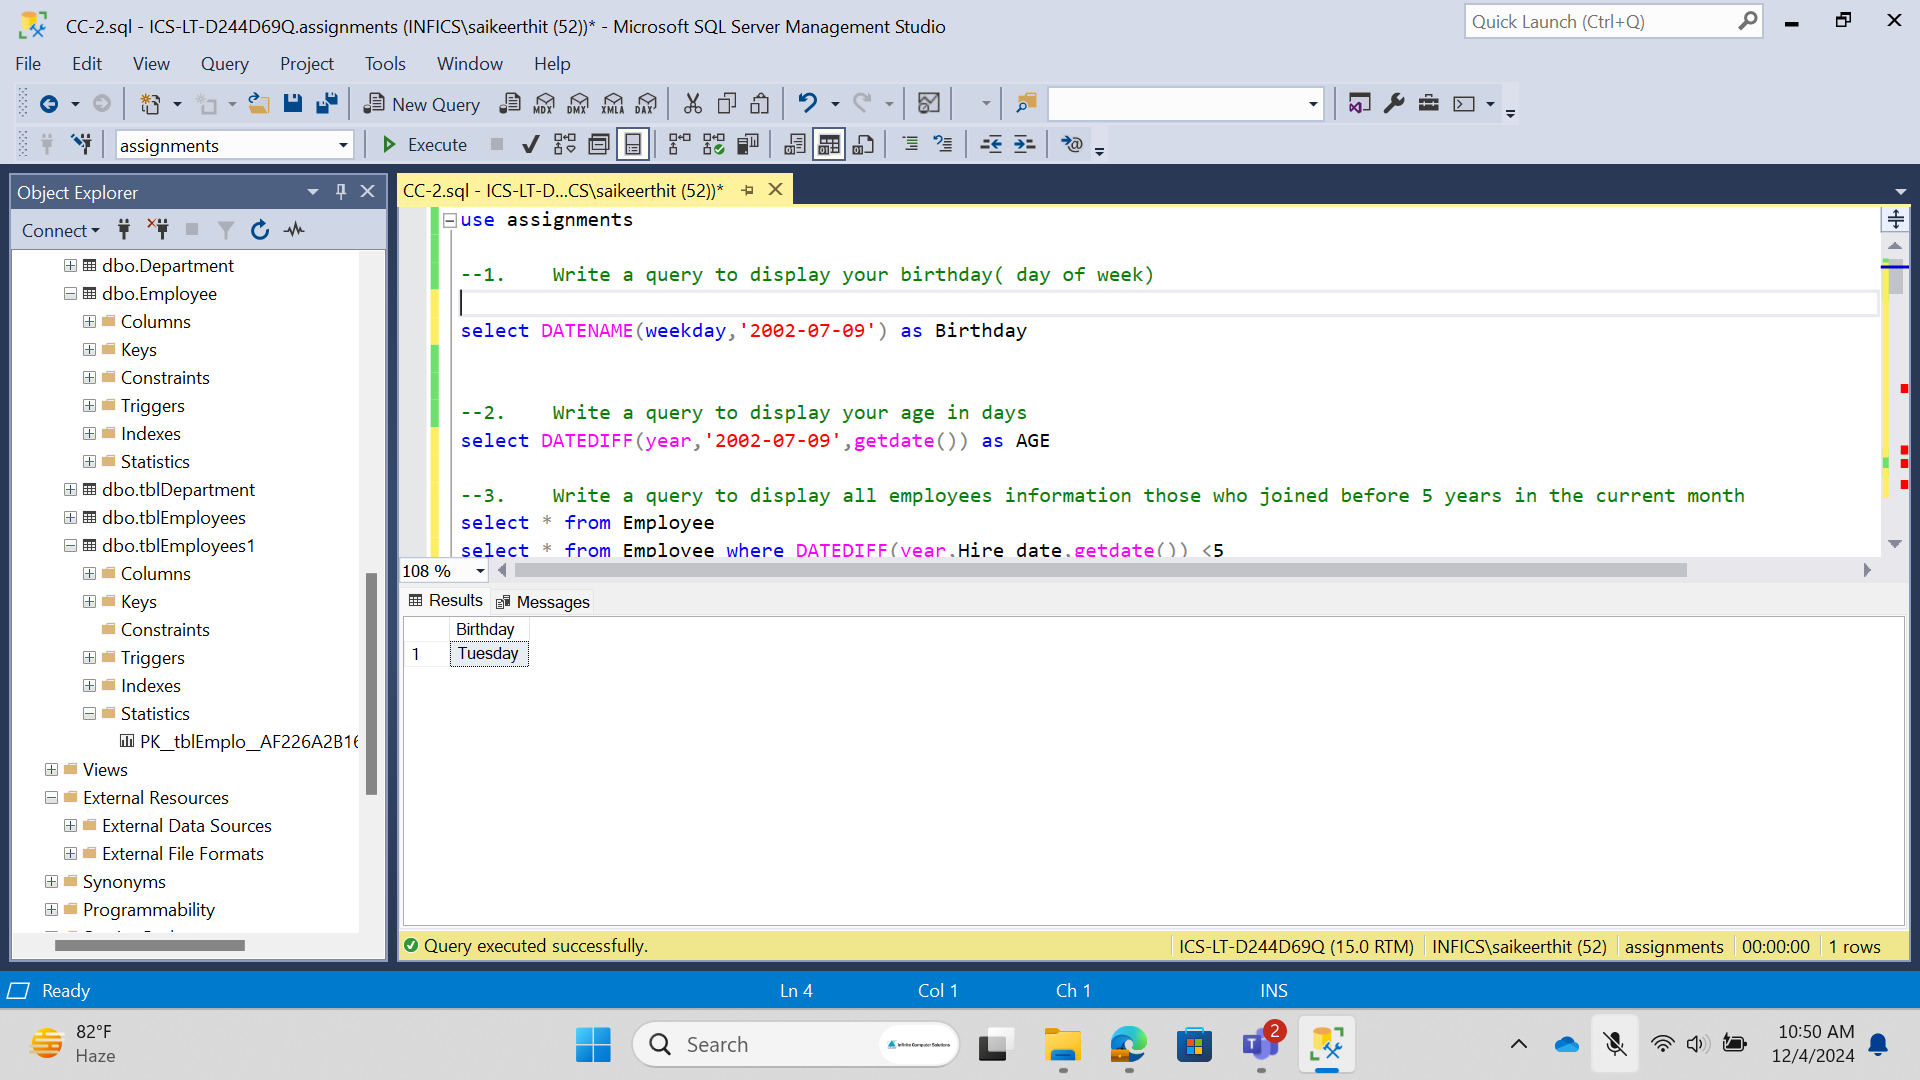 CC-2.sql - ICS-LT-D244D69Q.assignments (INFICS\saikeerthit (52))* - Microsoft SQL Server Management Studio
Quick Launch (Ctrl+Q)
File Edit View Query Project Tools Window Help
New Query MDX DMX XMLA DAX
assignments Execute
Object Explorer
Connect
dbo.Department
dbo.Employee
Columns
Keys
Constraints
Triggers
Indexes
Statistics
dbo.tblDepartment
dbo.tblEmployees
dbo.tblEmployees1
Columns
Keys
Constraints
Triggers
Indexes
Statistics
PK__tblEmplo__AF226A2B16
Views
External Resources
External Data Sources
External File Formats
Synonyms
Programmability
CC-2.sql - ICS-LT-D...CS\saikeerthit (52))*
use assignments
--1.    Write a query to display your birthday( day of week)
select DATENAME(weekday,'2002-07-09') as Birthday
--2.    Write a query to display your age in days
select DATEDIFF(year,'2002-07-09',getdate()) as AGE
--3.    Write a query to display all employees information those who joined before 5 years in the current month
select * from Employee
select * from Employee where DATEDIFF(year,Hire_date,getdate()) <5
108 %
Results Messages
Birthday
1 Tuesday
Query executed successfully. ICS-LT-D244D69Q (15.0 RTM) INFICS\saikeerthit (52) assignments 00:00:00 1 rows
Ready Ln 4 Col 1 Ch 1 INS
82°F
Haze
Search
Infinite Computer Solutions
2
10:50 AM
12/4/2024